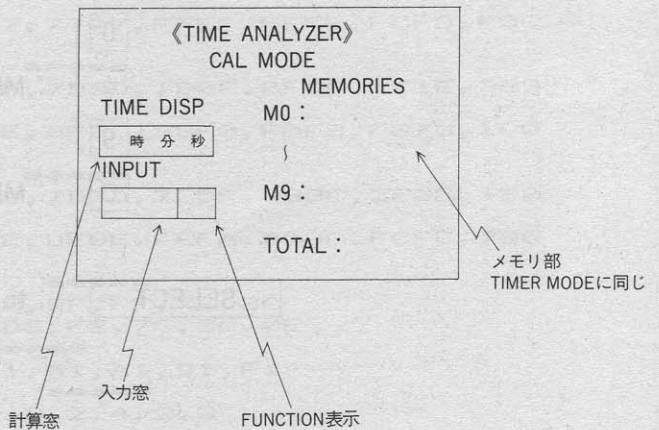 《TIME ANALYZER》
CAL MODE
MEMORIES
TIME DISP
M0：
時 分 秒
〜
INPUT
M9：
TOTAL：
メモリ部
TIMER MODEに同じ
入力窓
計算窓
FUNCTION表示